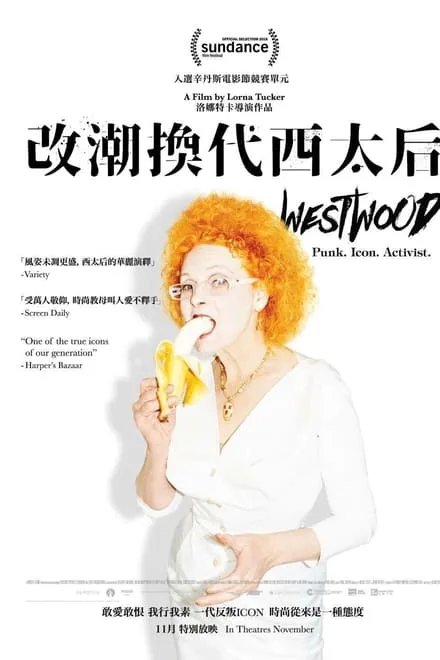 OFFICIAL SELECTION 2018
sundance
film festival
入選辛丹斯電影節競賽單元
A Film by Lorna Tucker
洛娜特卡導演作品
改潮換代西太后
WESTWOOD
Punk. Icon. Activist.
「風姿未凋更盛，西太后的華麗演繹」
-Variety
「受萬人敬仰，時尚教母叫人愛不釋手」
-Screen Daily
“One of the true icons
of our generation”
- Harper's Bazaar
敢愛敢恨 我行我素 一代反叛ICON 時尚從來是一種態度
11月 特別放映 In Theatres November